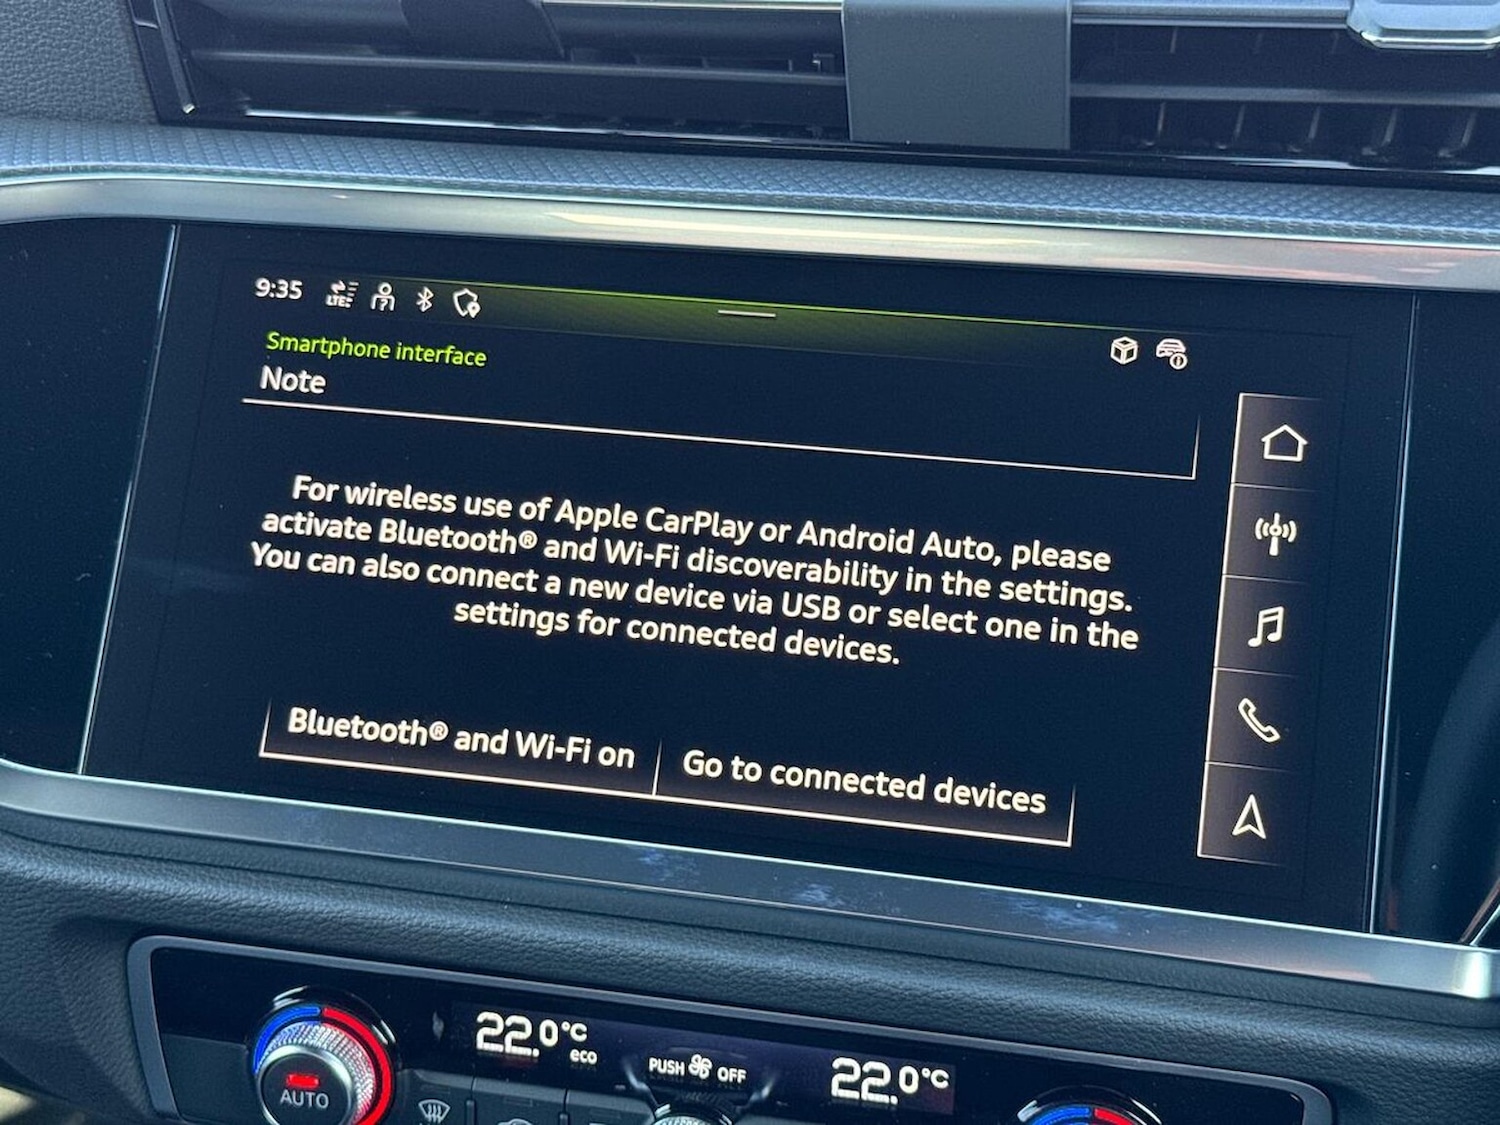 9:35 LTE
Smartphone interface
Note
For wireless use of Apple CarPlay or Android Auto, please
activate Bluetooth® and Wi-Fi discoverability in the settings.
You can also connect a new device via USB or select one in the
settings for connected devices.
Bluetooth® and Wi-Fi on
Go to connected devices
22.0°C
eco
PUSH OFF
22.0°C
AUTO